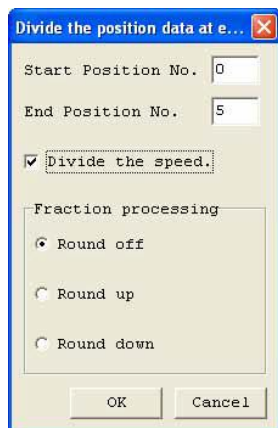 Divide the position data at e...
Start Position No. 0
End Position No. 5
Divide the speed.
Fraction processing
Round off
Round up
Round down
OK Cancel